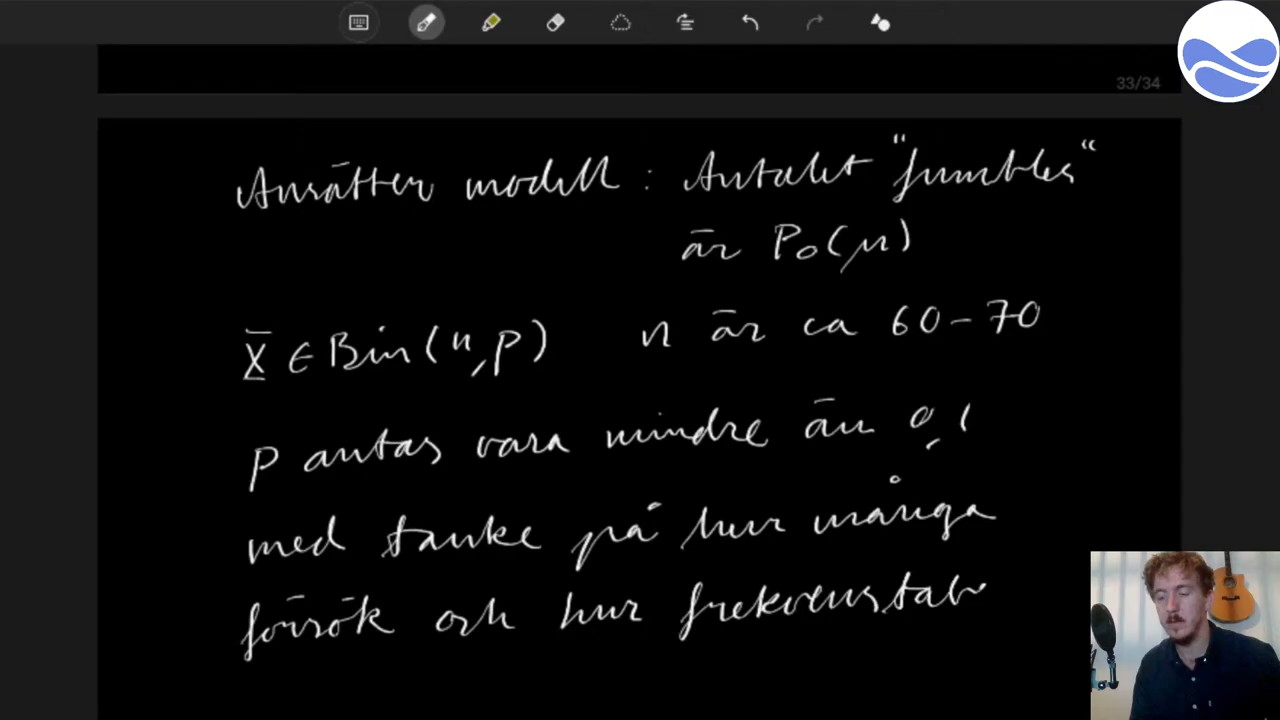 33/34
Ansätter modell : Antalet "fumbles"
är Po(μ)
X ∈ Bin(n,p) n är ca 60-70
p antas vara mindre än 0,1
med tanke på hur många
försök och hur frekvenstab